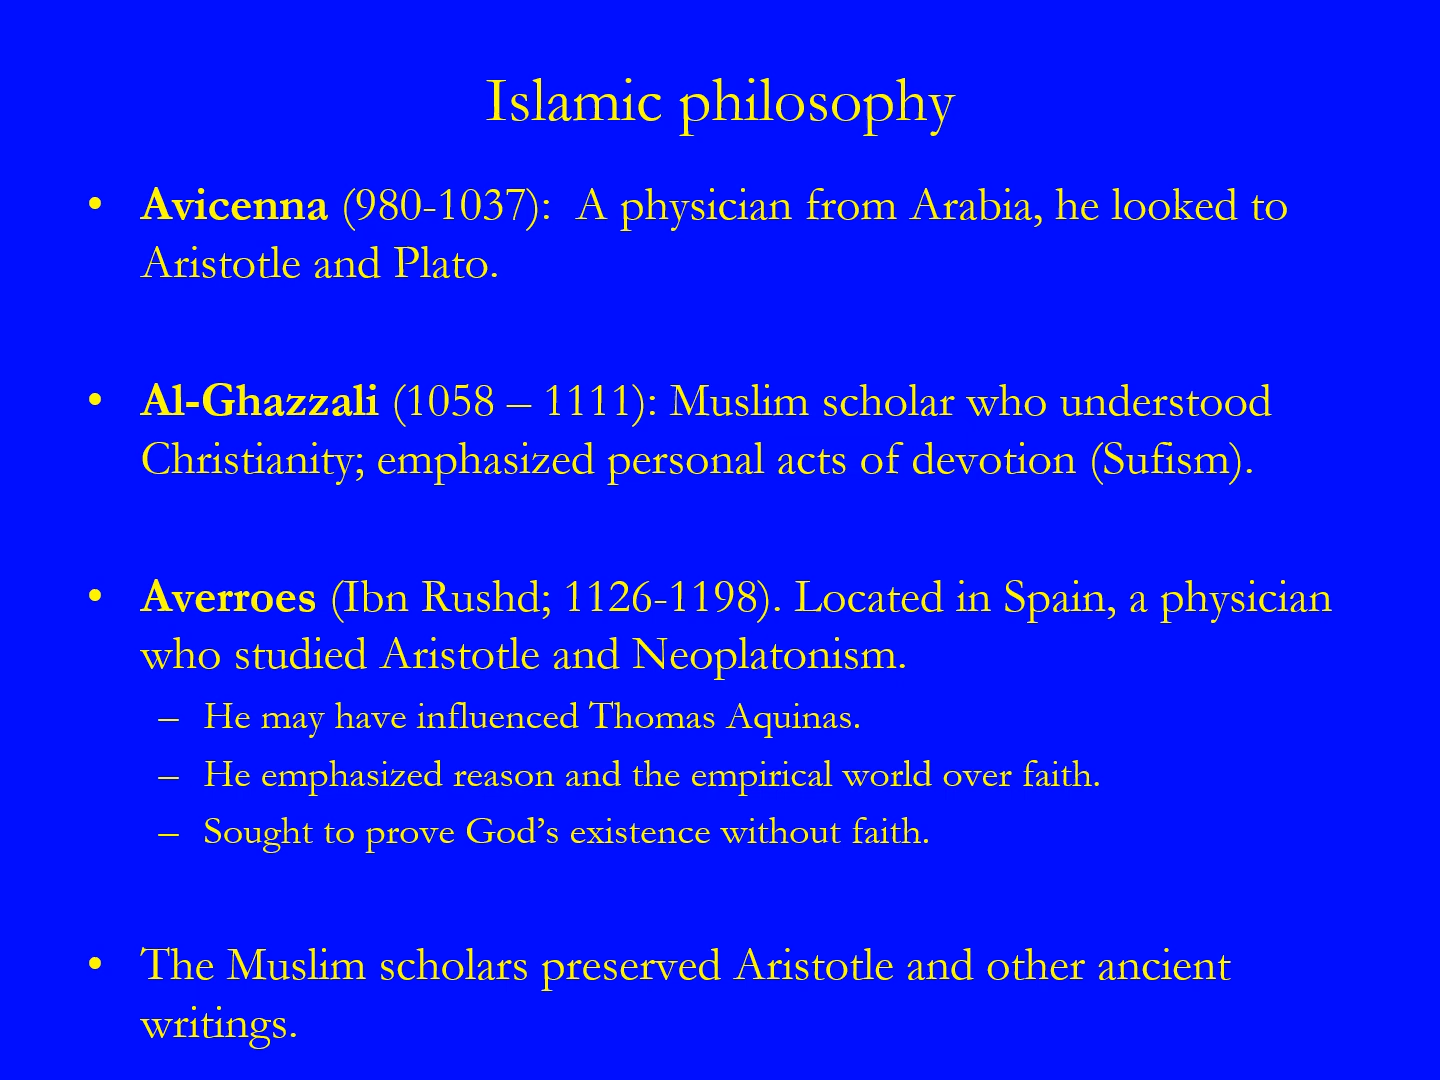 Islamic philosophy
• Avicenna (980-1037):  A physician from Arabia, he looked to
Aristotle and Plato.
• Al-Ghazzali (1058 – 1111): Muslim scholar who understood
Christianity; emphasized personal acts of devotion (Sufism).
• Averroes (Ibn Rushd; 1126-1198). Located in Spain, a physician
who studied Aristotle and Neoplatonism.
– He may have influenced Thomas Aquinas.
– He emphasized reason and the empirical world over faith.
– Sought to prove God’s existence without faith.
• The Muslim scholars preserved Aristotle and other ancient
writings.